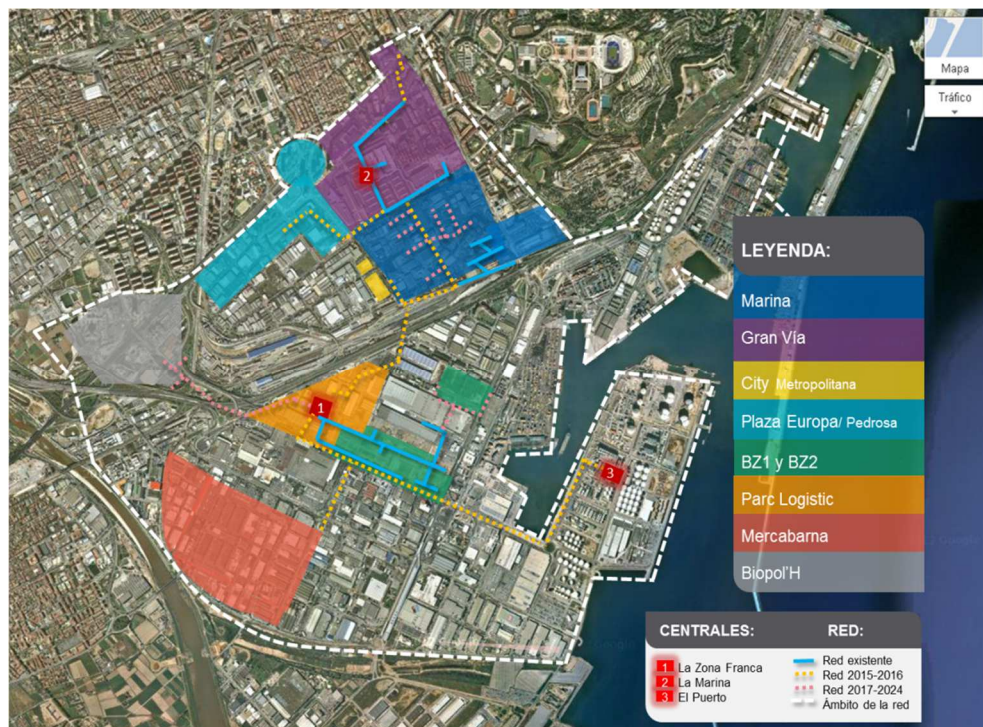 Mapa
Tráfico
2
1
3
LEYENDA:
Marina
Gran Vía
City Metropolitana
Plaza Europa/ Pedrosa
BZ1 y BZ2
Parc Logistic
Mercabarna
Biopol'H
CENTRALES: RED:
1 La Zona Franca
2 La Marina
3 El Puerto
Red existente
Red 2015-2016
Red 2017-2024
Ámbito de la red